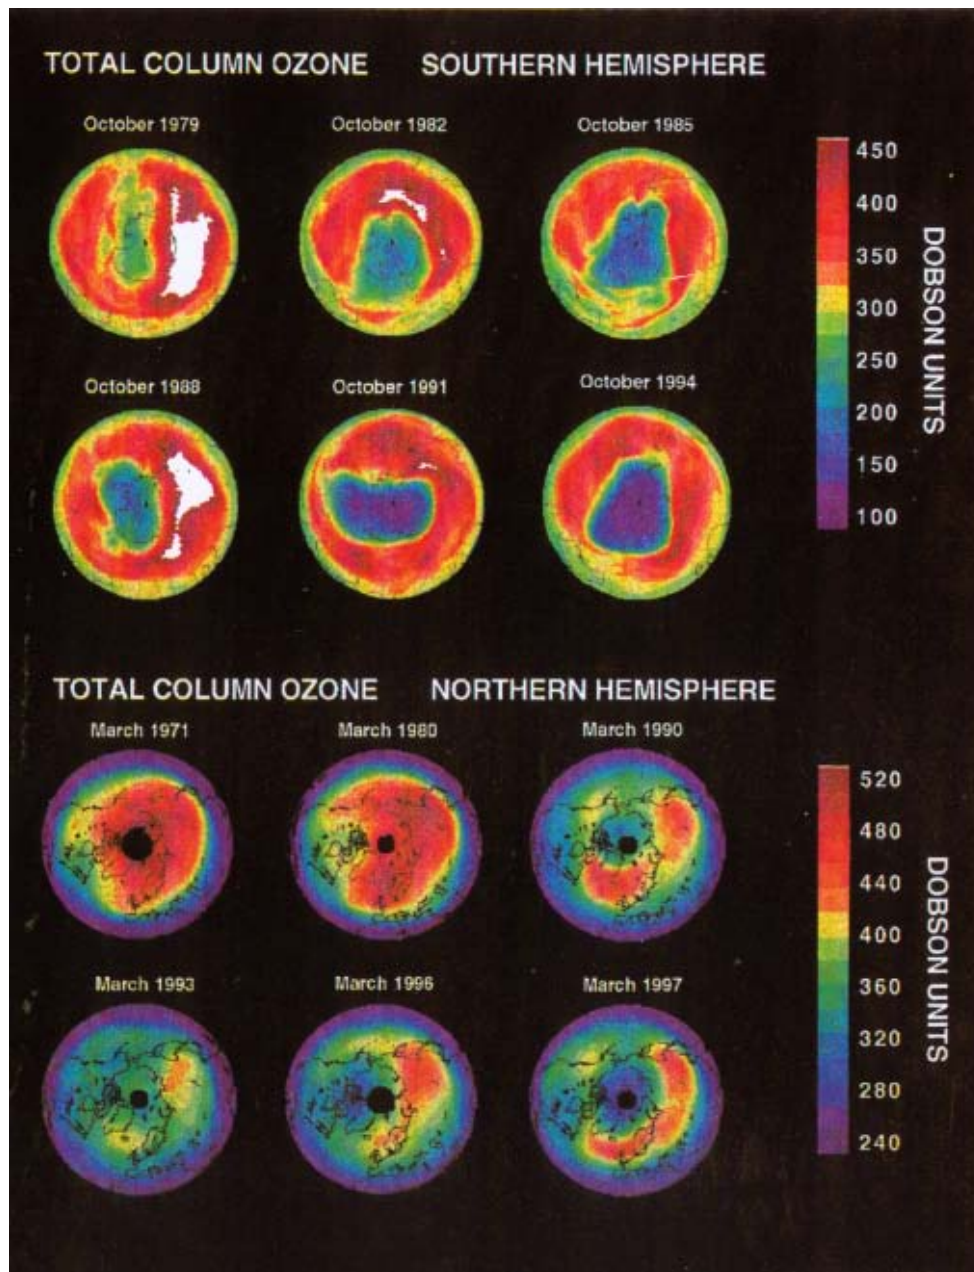 TOTAL COLUMN OZONE SOUTHERN HEMISPHERE
October 1979 October 1982 October 1985
October 1988 October 1991 October 1994
450
400
350
300
250
200
150
100
DOBSON UNITS
TOTAL COLUMN OZONE NORTHERN HEMISPHERE
March 1971 March 1980 March 1990
March 1993 March 1996 March 1997
520
480
440
400
360
320
280
240
DOBSON UNITS